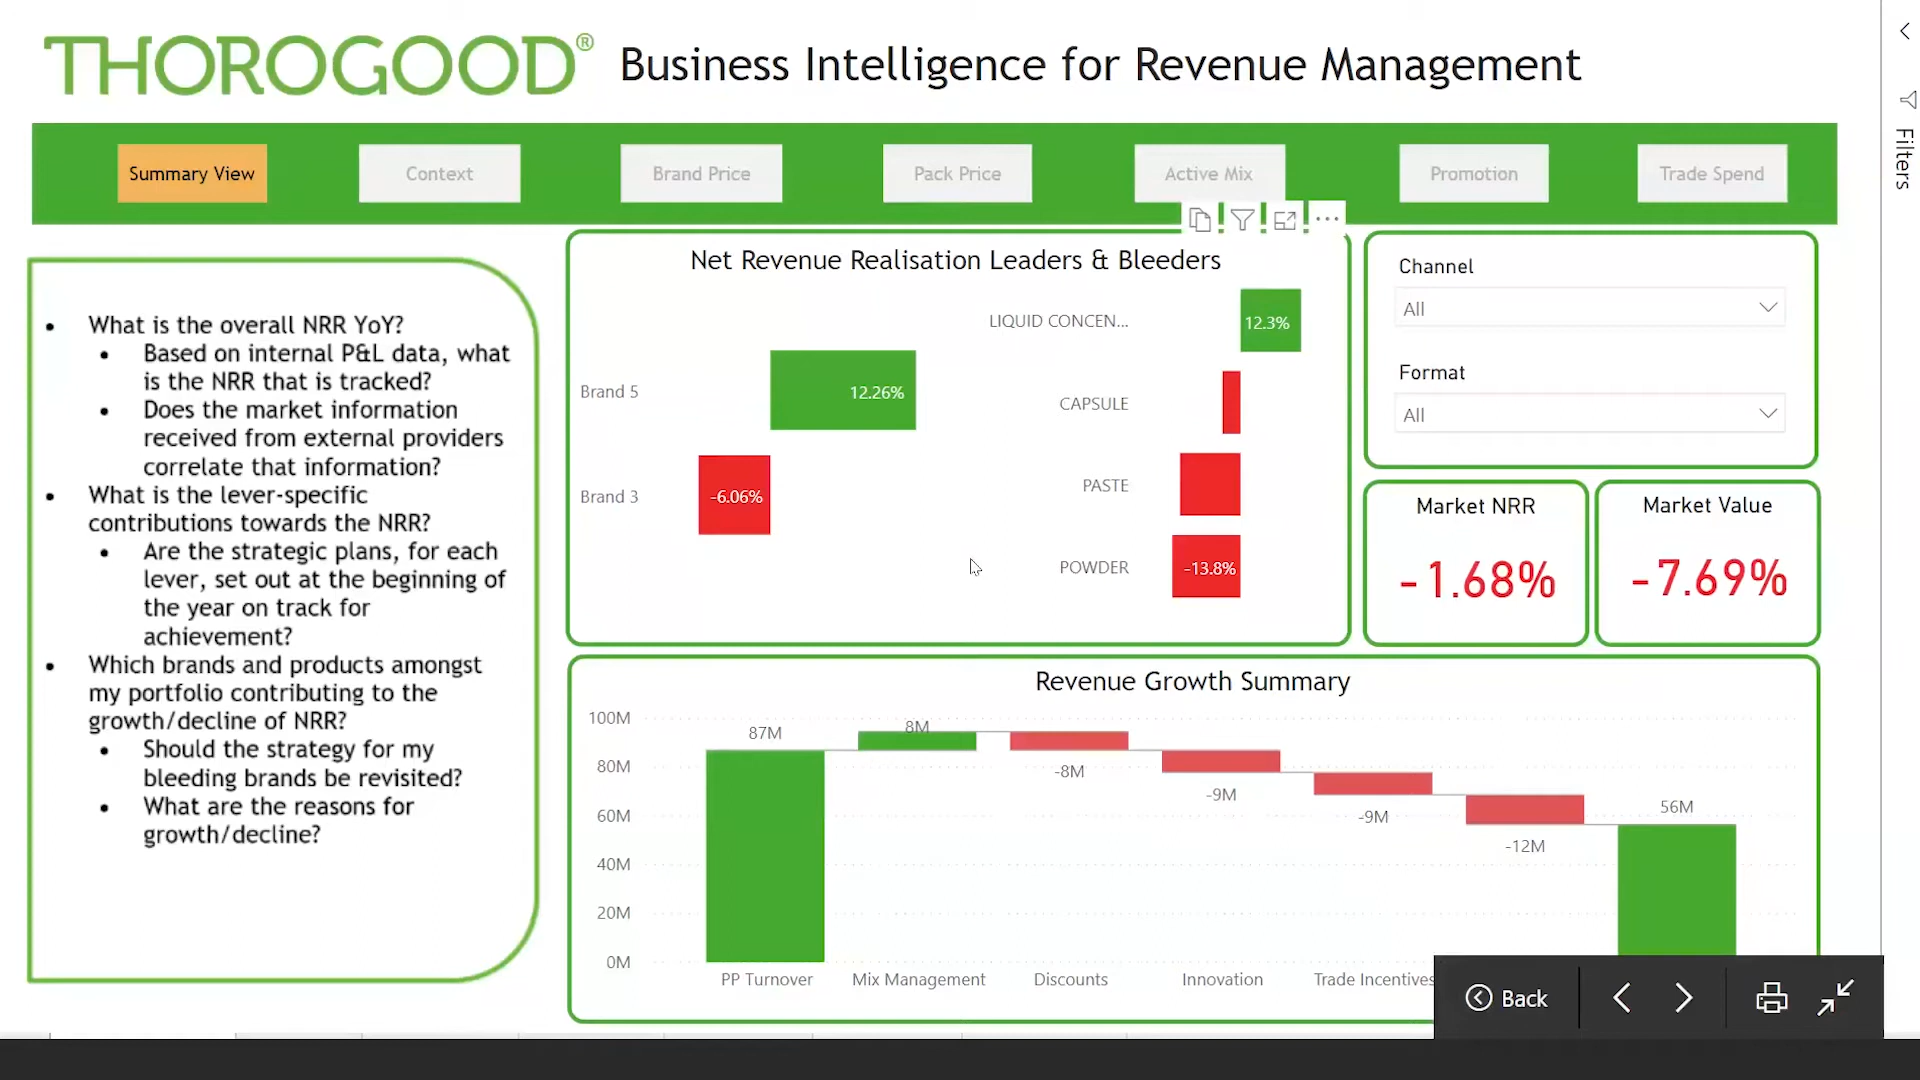 THOROGOOD®
Business Intelligence for Revenue Management
Filters
Summary View
Context
Brand Price
Pack Price
Active Mix
Promotion
Trade Spend
• What is the overall NRR YoY?
• Based on internal P&L data, what
is the NRR that is tracked?
• Does the market information
received from external providers
correlate that information?
• What is the lever-specific
contributions towards the NRR?
• Are the strategic plans, for each
lever, set out at the beginning of
the year on track for
achievement?
• Which brands and products amongst
my portfolio contributing to the
growth/decline of NRR?
• Should the strategy for my
bleeding brands be revisited?
• What are the reasons for
growth/decline?
Net Revenue Realisation Leaders & Bleeders
Brand 5
12.26%
Brand 3
-6.06%
LIQUID CONCEN...
12.3%
CAPSULE
PASTE
POWDER
-13.8%
Channel
All
Format
All
Market NRR
-1.68%
Market Value
-7.69%
Revenue Growth Summary
100M
80M
60M
40M
20M
0M
87M
8M
-8M
-9M
-9M
-12M
56M
PP Turnover
Mix Management
Discounts
Innovation
Trade Incentives
Back